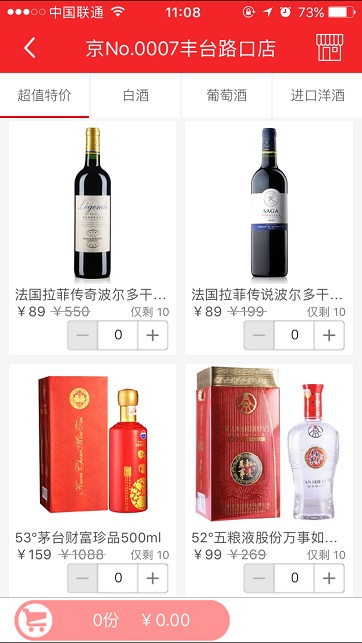 中国联通 11:08 73%
京No.0007丰台路口店
超值特价 白酒 葡萄酒 进口洋酒
Légende
SAGA
法国拉菲传奇波尔多干... 法国拉菲传说波尔多干...
￥89 ￥550 仅剩 10 ￥89 ￥199 仅剩 10
0 0
53°茅台财富珍品500ml 52°五粮液股份万事如...
￥159 ￥1088 仅剩 10 ￥99 ￥269 仅剩 10
0 0
0份 ￥0.00